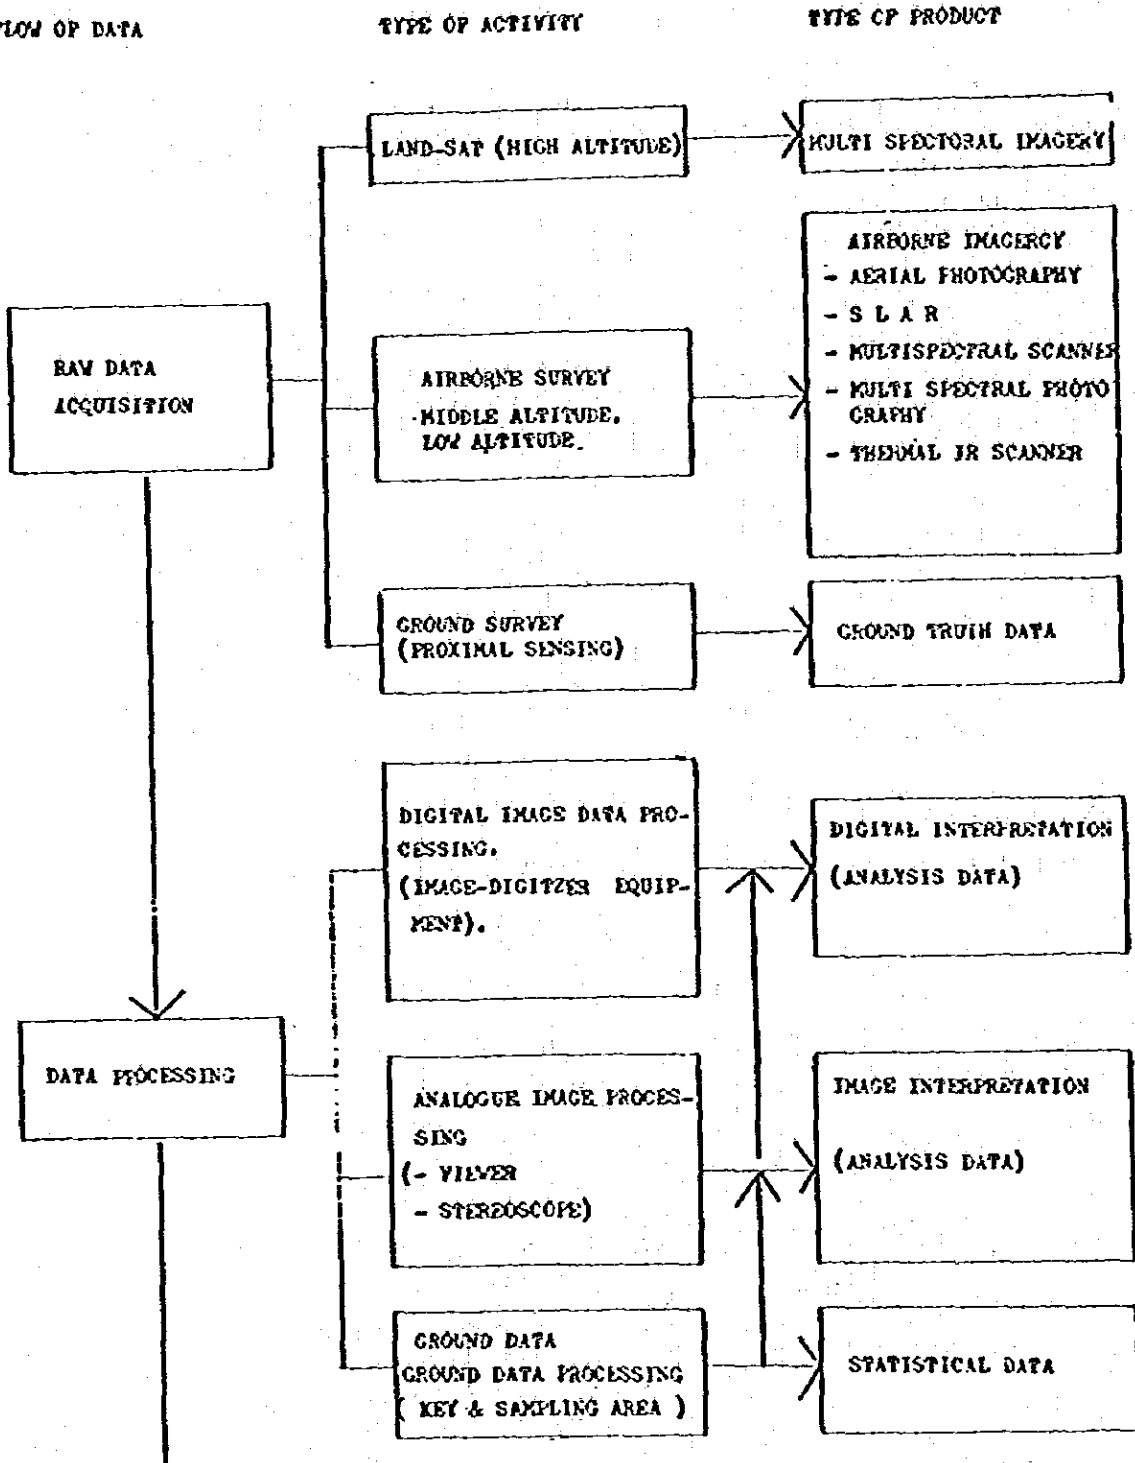 FLOW OF DATA
TYPE OF ACTIVITY
TYPE OF PRODUCT
LAND-SAT (HIGH ALTITUDE)
MULTI SPECTORAL IMAGERY
AIRBORNE IMAGERCY
- AERIAL PHOTOGRAPHY
- S L A R
- MULTISPECTRAL SCANNER
- MULTI SPECTRAL PHOTO
GRAPHY
- THERMAL IR SCANNER
RAW DATA
ACQUISITION
AIRBORNE SURVEY
-MIDDLE ALTITUDE.
LOW ALTITUDE.
GROUND SURVEY
(PROXIMAL SENSING)
GROUND TRUTH DATA
DIGITAL IMAGE DATA PRO-
CESSING.
(IMAGE-DIGITZER EQUIP-
MENT).
DIGITAL INTERPRETATION
(ANALYSIS DATA)
DATA PROCESSING
ANALOGUE IMAGE PROCES-
SING
(- VIEWER
- STEREOSCOPE)
IMAGE INTERPRETATION
(ANALYSIS DATA)
GROUND DATA
GROUND DATA PROCESSING
( KEY & SAMPLING AREA )
STATISTICAL DATA